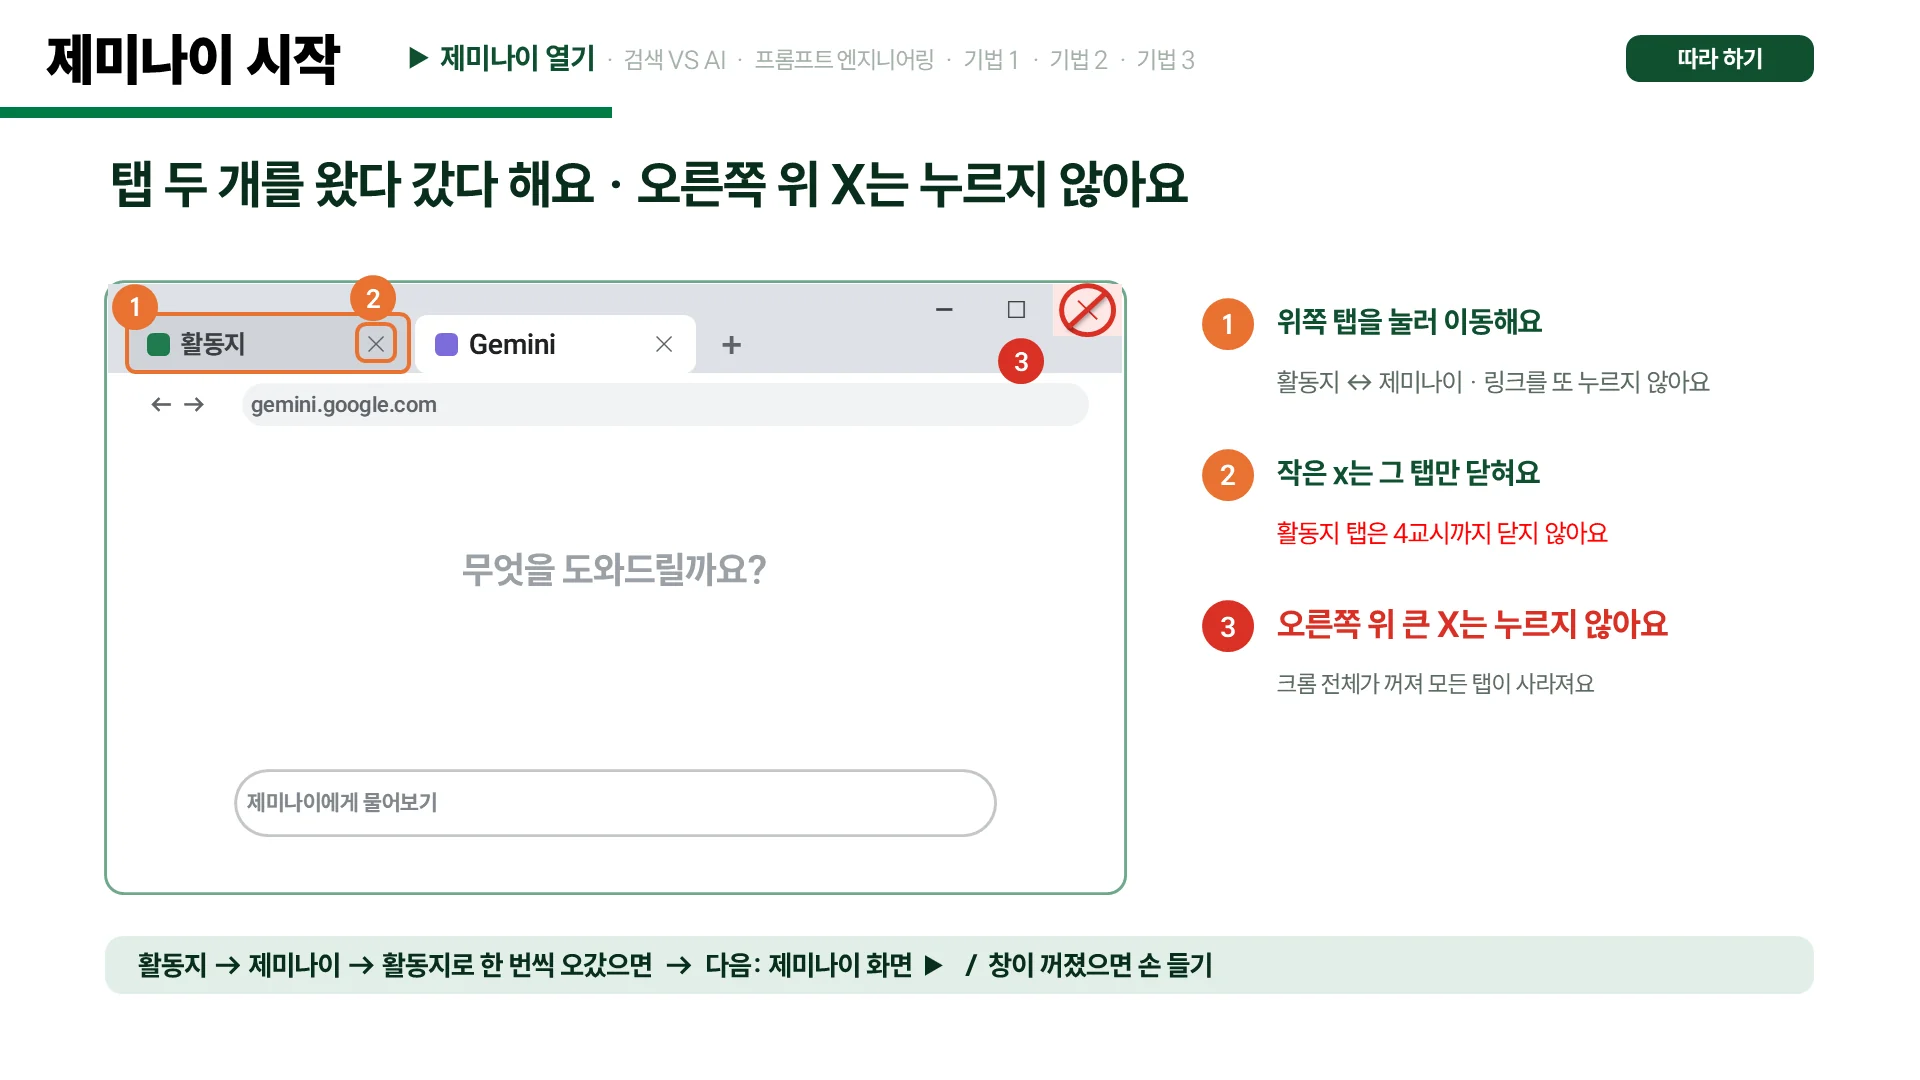 제미나이 시작
▶ 제미나이 열기 · 검색 VS AI · 프롬프트 엔지니어링 · 기법 1 · 기법 2 · 기법 3
따라 하기
탭 두 개를 왔다 갔다 해요 · 오른쪽 위 X는 누르지 않아요
1
2
활동지
Gemini
+
3
← →
gemini.google.com
무엇을 도와드릴까요?
제미나이에게 물어보기
1 위쪽 탭을 눌러 이동해요
활동지 ↔ 제미나이 · 링크를 또 누르지 않아요
2 작은 x는 그 탭만 닫혀요
활동지 탭은 4교시까지 닫지 않아요
3 오른쪽 위 큰 X는 누르지 않아요
크롬 전체가 꺼져 모든 탭이 사라져요
활동지 → 제미나이 → 활동지로 한 번씩 오갔으면 → 다음: 제미나이 화면 ▶ / 창이 꺼졌으면 손 들기